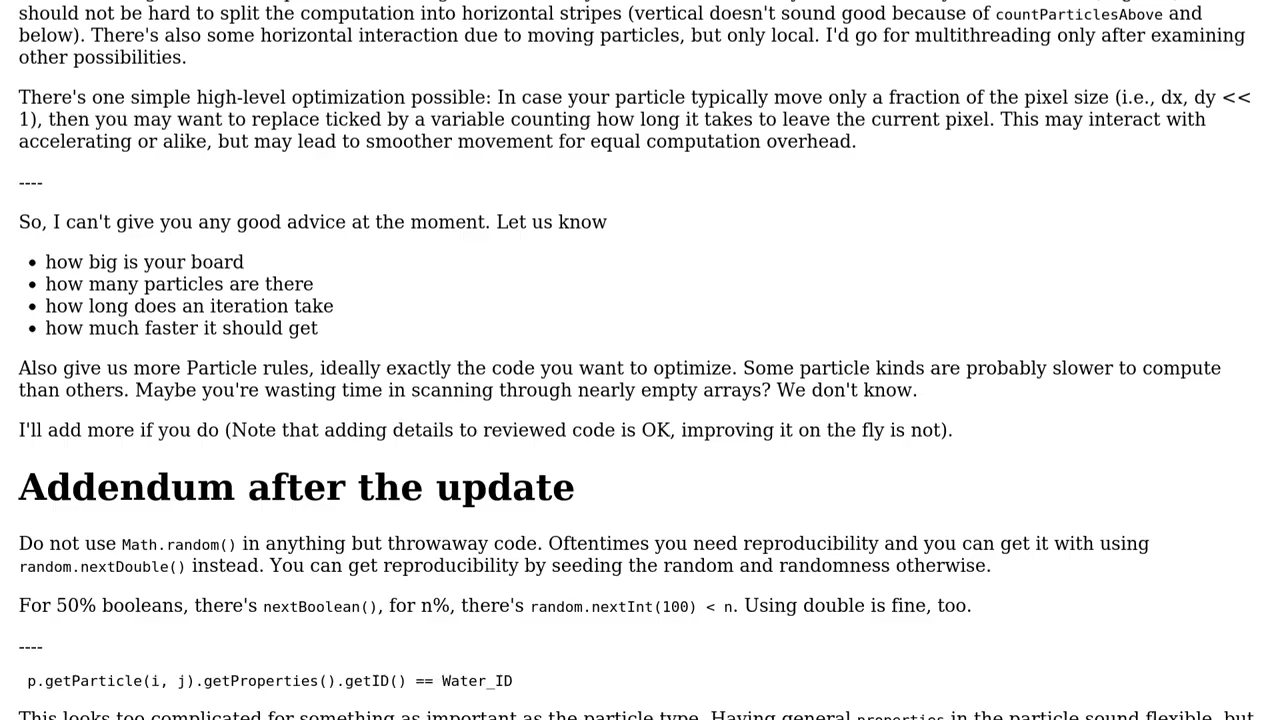 should not be hard to split the computation into horizontal stripes (vertical doesn't sound good because of countParticlesAbove and
below). There's also some horizontal interaction due to moving particles, but only local. I'd go for multithreading only after examining
other possibilities.
There's one simple high-level optimization possible: In case your particle typically move only a fraction of the pixel size (i.e., dx, dy <<
1), then you may want to replace ticked by a variable counting how long it takes to leave the current pixel. This may interact with
accelerating or alike, but may lead to smoother movement for equal computation overhead.
----
So, I can't give you any good advice at the moment. Let us know
• how big is your board
• how many particles are there
• how long does an iteration take
• how much faster it should get
Also give us more Particle rules, ideally exactly the code you want to optimize. Some particle kinds are probably slower to compute
than others. Maybe you're wasting time in scanning through nearly empty arrays? We don't know.
I'll add more if you do (Note that adding details to reviewed code is OK, improving it on the fly is not).
Addendum after the update
Do not use Math.random() in anything but throwaway code. Oftentimes you need reproducibility and you can get it with using
random.nextDouble() instead. You can get reproducibility by seeding the random and randomness otherwise.
For 50% booleans, there's nextBoolean(), for n%, there's random.nextInt(100) < n. Using double is fine, too.
----
p.getParticle(i, j).getProperties().getID() == Water_ID
This looks too complicated for something as important as the particle type. Having general properties in the particle sound flexible, but